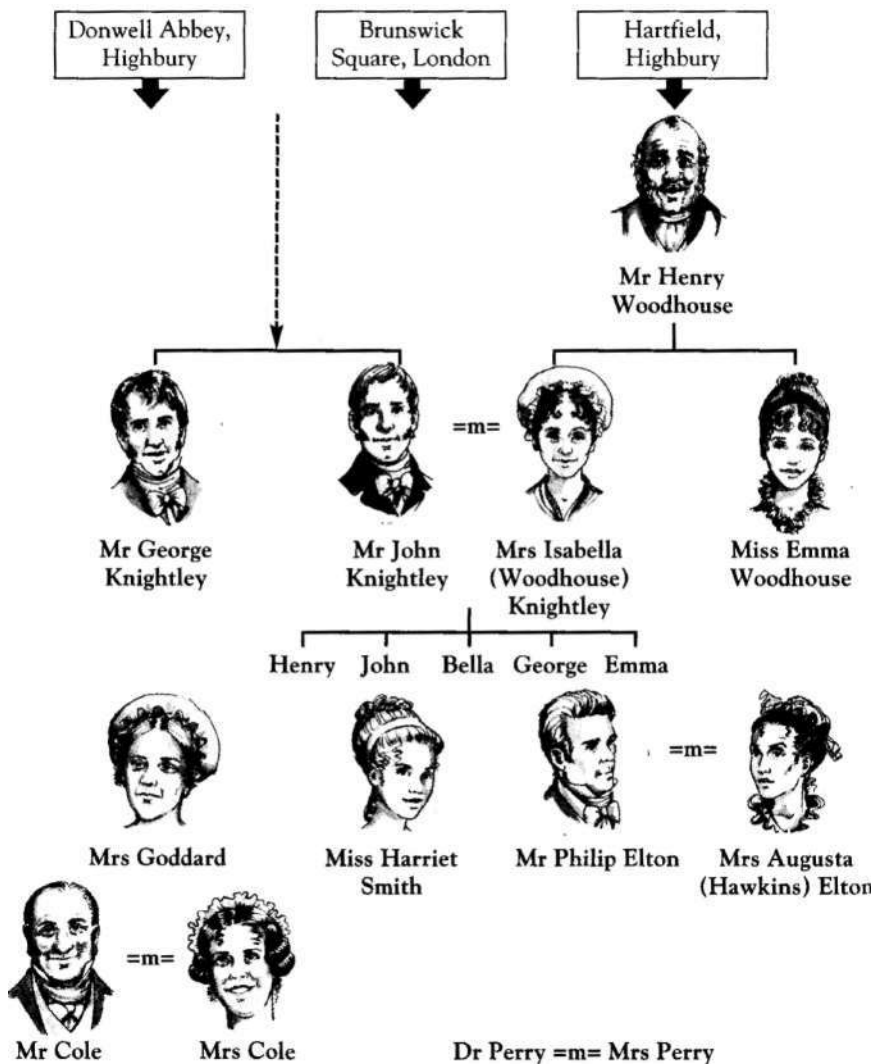 Donwell Abbey,
Highbury
Brunswick
Square, London
Hartfield,
Highbury
Mr Henry
Woodhouse
=m=
Mr George
Knightley
Mr John
Knightley
Mrs Isabella
(Woodhouse)
Knightley
Miss Emma
Woodhouse
Henry John Bella George Emma
=m=
Mrs Goddard
Miss Harriet
Smith
Mr Philip Elton
Mrs Augusta
(Hawkins) Elton
=m=
Mr Cole
Mrs Cole
Dr Perry =m= Mrs Perry